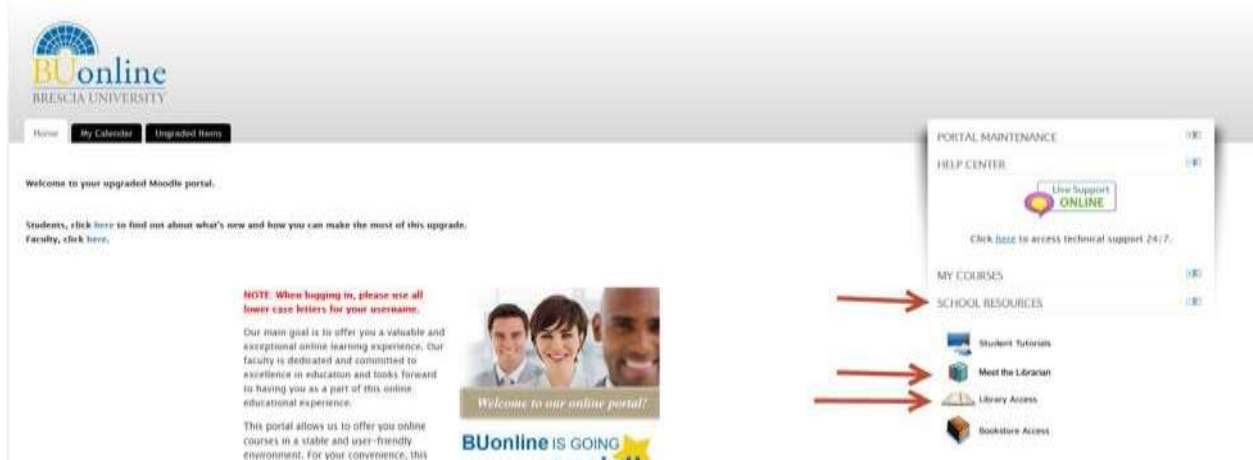 BUonline
BRESCIA UNIVERSITY
Home
My Calendar
Ungraded Items
Welcome to your upgraded Moodle portal.
Students, click here to find out about what's new and how you can make the most of this upgrade.
Faculty, click here.
NOTE: When logging in, please use all
lower case letters for your username.
Our main goal is to offer you a valuable and
exceptional online learning experience. Our
faculty is dedicated and committed to
excellence in education and looks forward
to having you as a part of this online
educational experience.
This portal allows us to offer you online
courses in a stable and user-friendly
environment. For your convenience, this
Welcome to our online portal!
BUonline IS GOING
PORTAL MAINTENANCE
HELP CENTER
Live Support
ONLINE
Click here to access technical support 24/7.
MY COURSES
SCHOOL RESOURCES
Student Tutorials
Meet the Librarian
Library Access
Bookstore Access